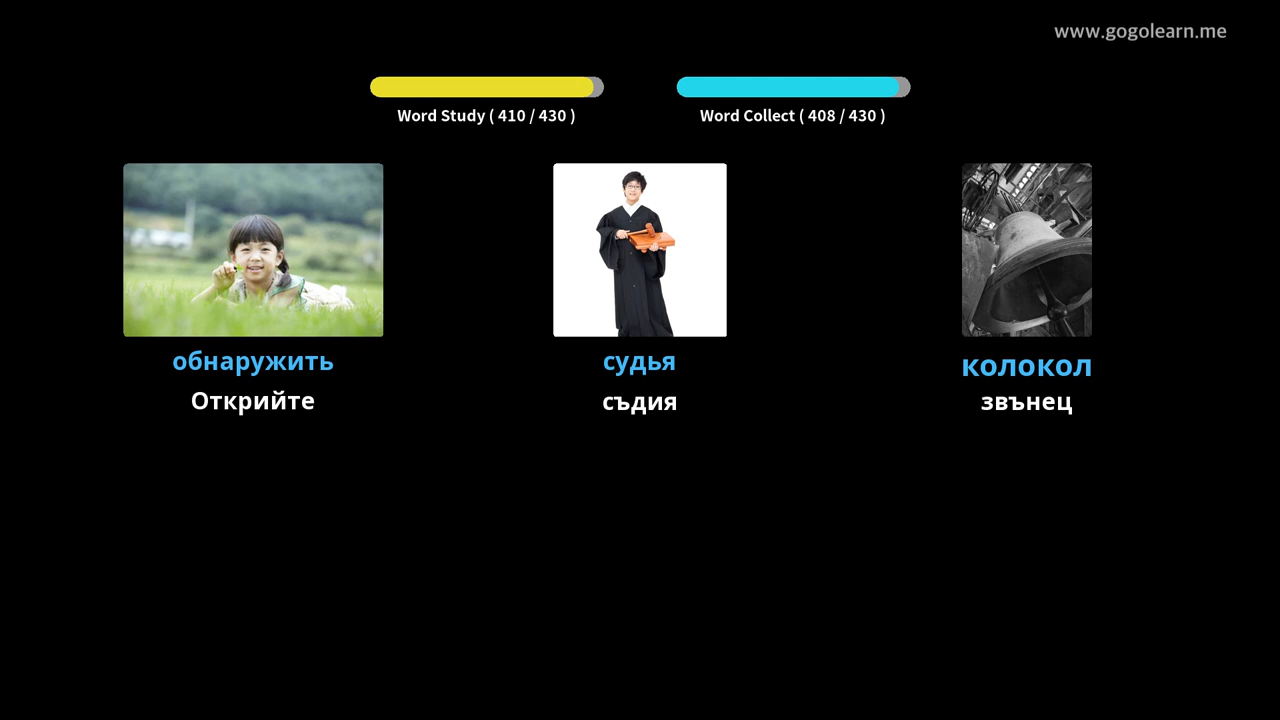 www.gogolearn.me
Word Study ( 410 / 430 )
Word Collect ( 408 / 430 )
обнаружить
Открийте
судья
съдия
колокол
звънец